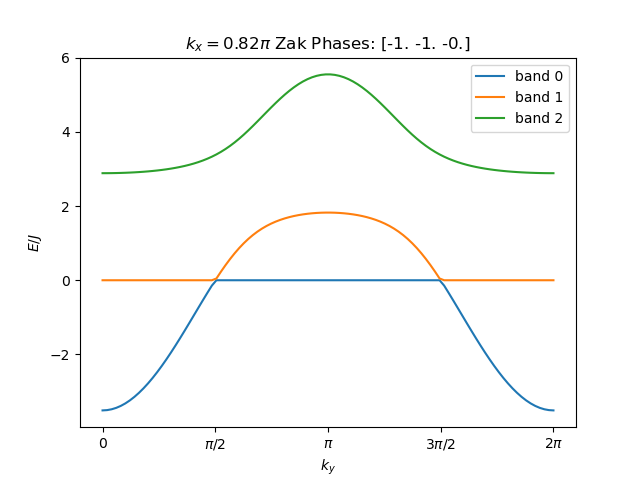 $k_x = 0.82\pi$ Zak Phases: [-1. -1. -0.]
band 0
band 1
band 2
6
4
2
0
−2
E/J
0
π/2
π
3π/2
2π
$k_y$